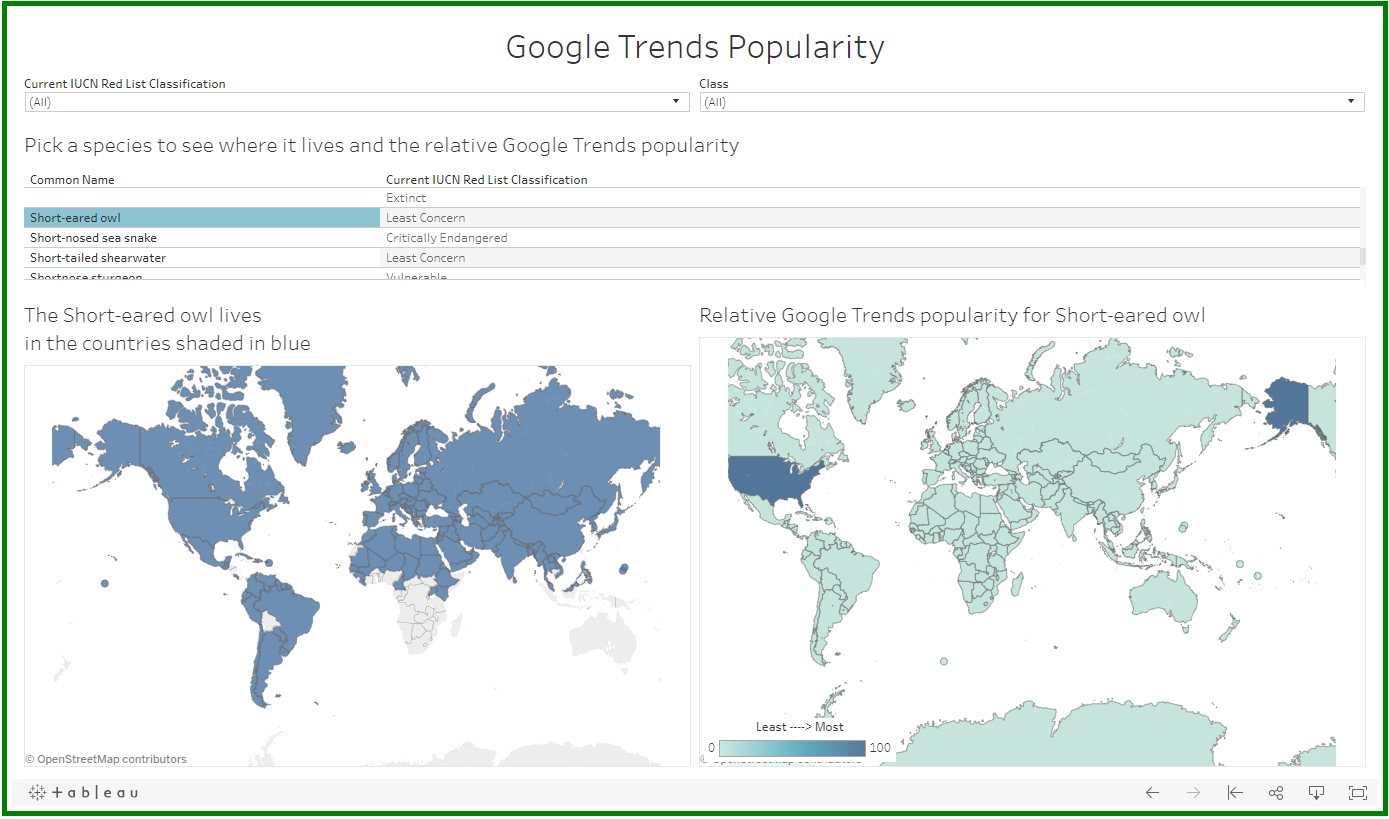 Google Trends Popularity
Current IUCN Red List Classification
Class
(All)
(All)
Pick a species to see where it lives and the relative Google Trends popularity
Common Name Current IUCN Red List Classification
Extinct
Short-eared owl Least Concern
Short-nosed sea snake Critically Endangered
Short-tailed shearwater Least Concern
Shortnose sturgeon Vulnerable
The Short-eared owl lives
in the countries shaded in blue
© OpenStreetMap contributors
Relative Google Trends popularity for Short-eared owl
Least ----> Most
0 100
© OpenStreetMap contributors
+ a b | e a u